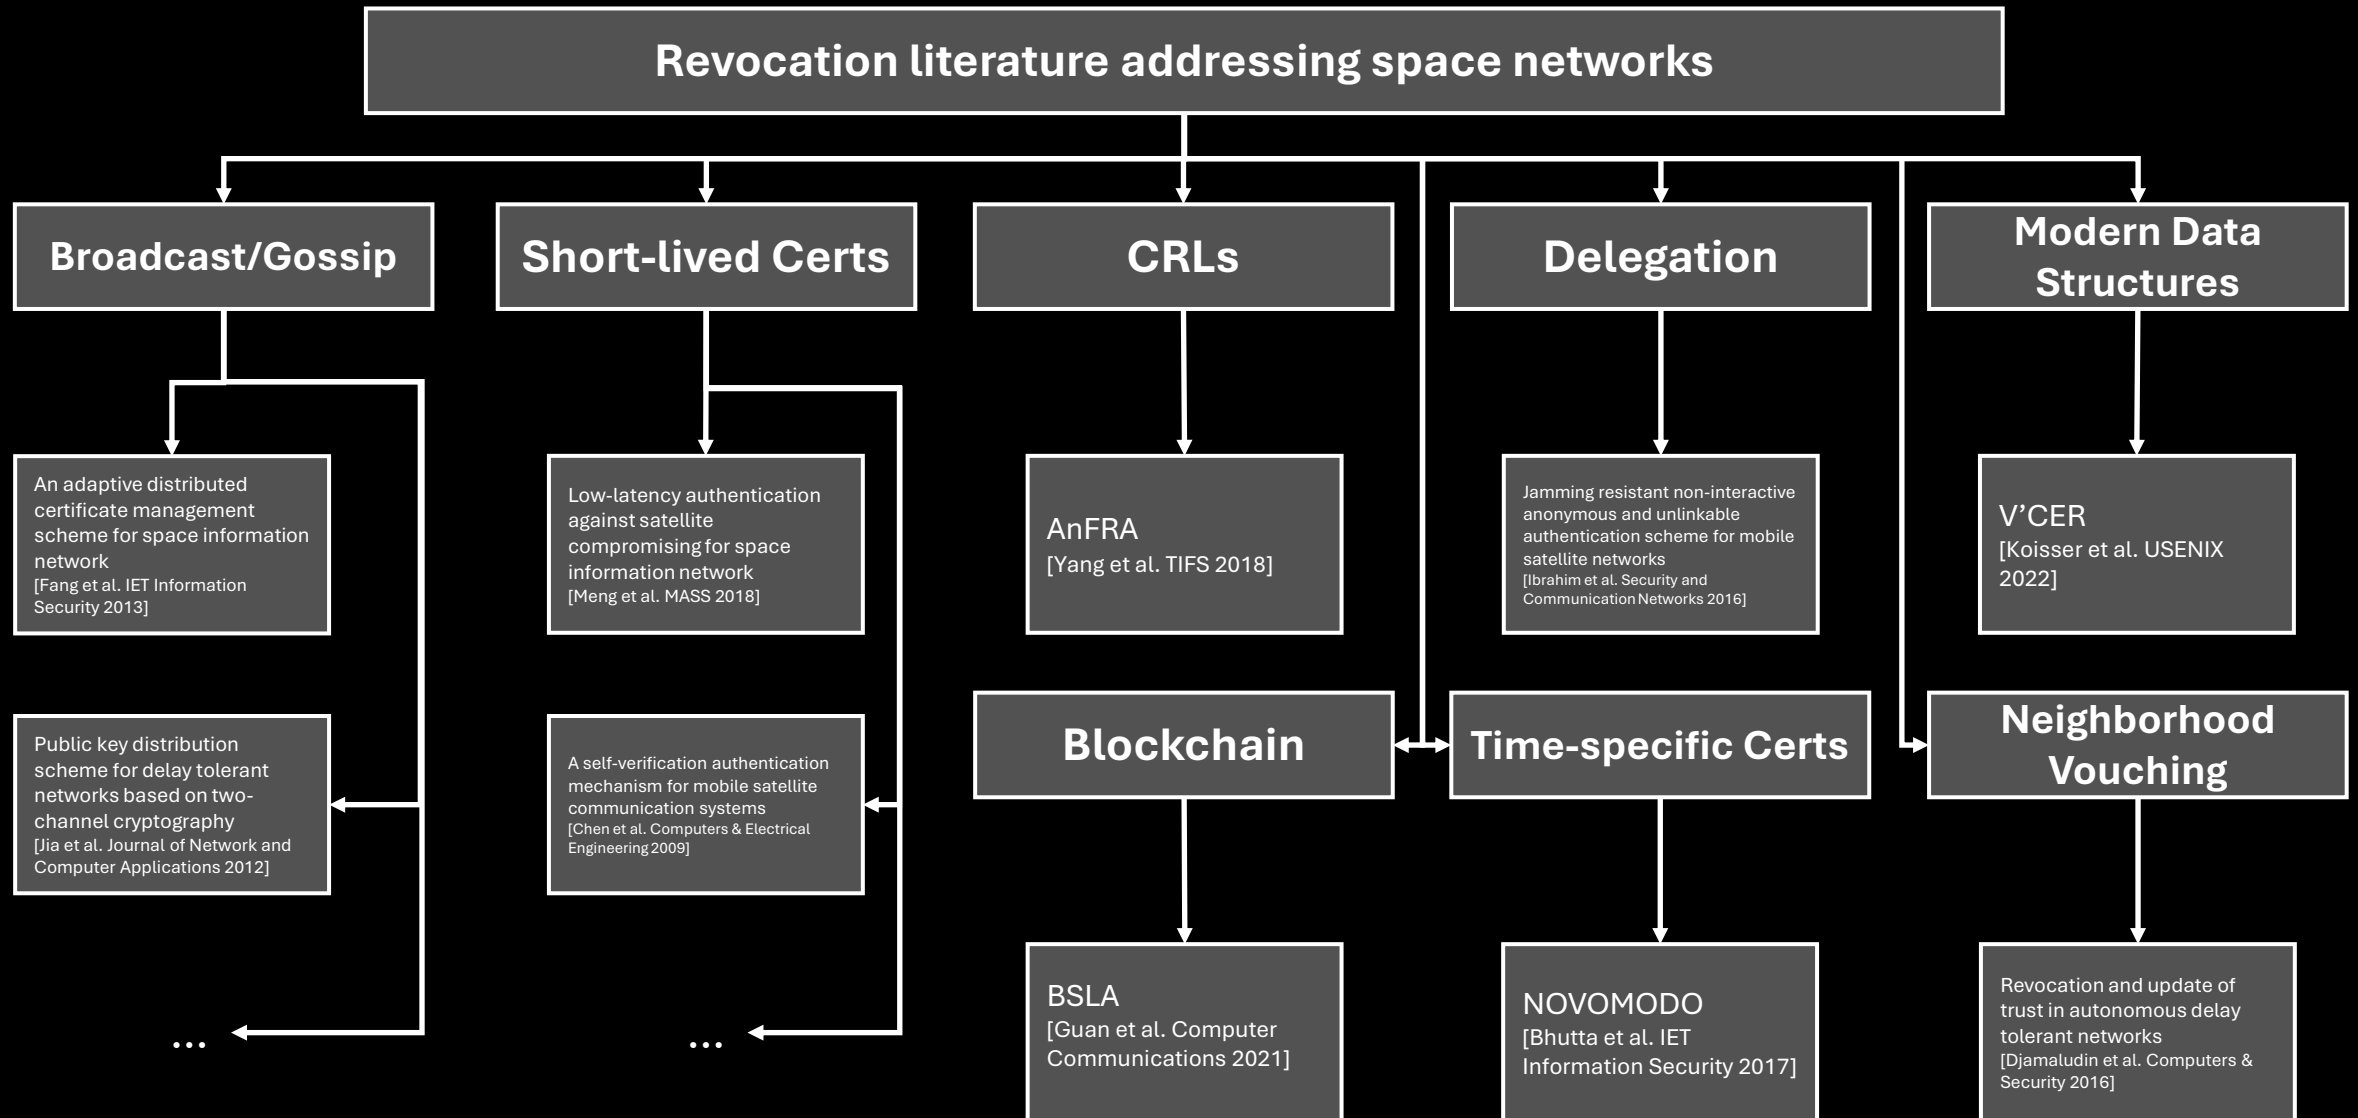 Revocation literature addressing space networks
Broadcast/Gossip
Short-lived Certs
CRLs
Delegation
Modern Data
Structures
An adaptive distributed
certificate management
scheme for space information
network
[Fang et al. IET Information
Security 2013]
Low-latency authentication
against satellite
compromising for space
information network
[Meng et al. MASS 2018]
AnFRA
[Yang et al. TIFS 2018]
Jamming resistant non-interactive
anonymous and unlinkable
authentication scheme for mobile
satellite networks
[Ibrahim et al. Security and
Communication Networks 2016]
V’CER
[Koisser et al. USENIX
2022]
Public key distribution
scheme for delay tolerant
networks based on two-
channel cryptography
[Jia et al. Journal of Network and
Computer Applications 2012]
A self-verification authentication
mechanism for mobile satellite
communication systems
[Chen et al. Computers & Electrical
Engineering 2009]
Blockchain
Time-specific Certs
Neighborhood
Vouching
...
...
BSLA
[Guan et al. Computer
Communications 2021]
NOVOMODO
[Bhutta et al. IET
Information Security 2017]
Revocation and update of
trust in autonomous delay
tolerant networks
[Djamaludin et al. Computers &
Security 2016]